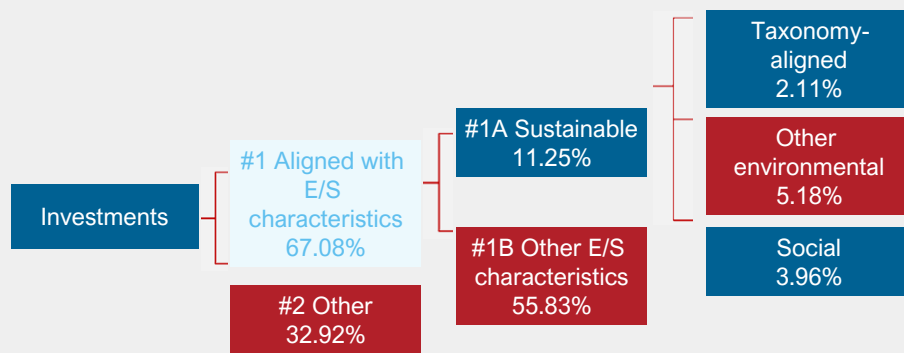 Investments
#1 Aligned with
E/S
characteristics
67.08%
#2 Other
32.92%
#1A Sustainable
11.25%
#1B Other E/S
characteristics
55.83%
Taxonomy-
aligned
2.11%
Other
environmental
5.18%
Social
3.96%